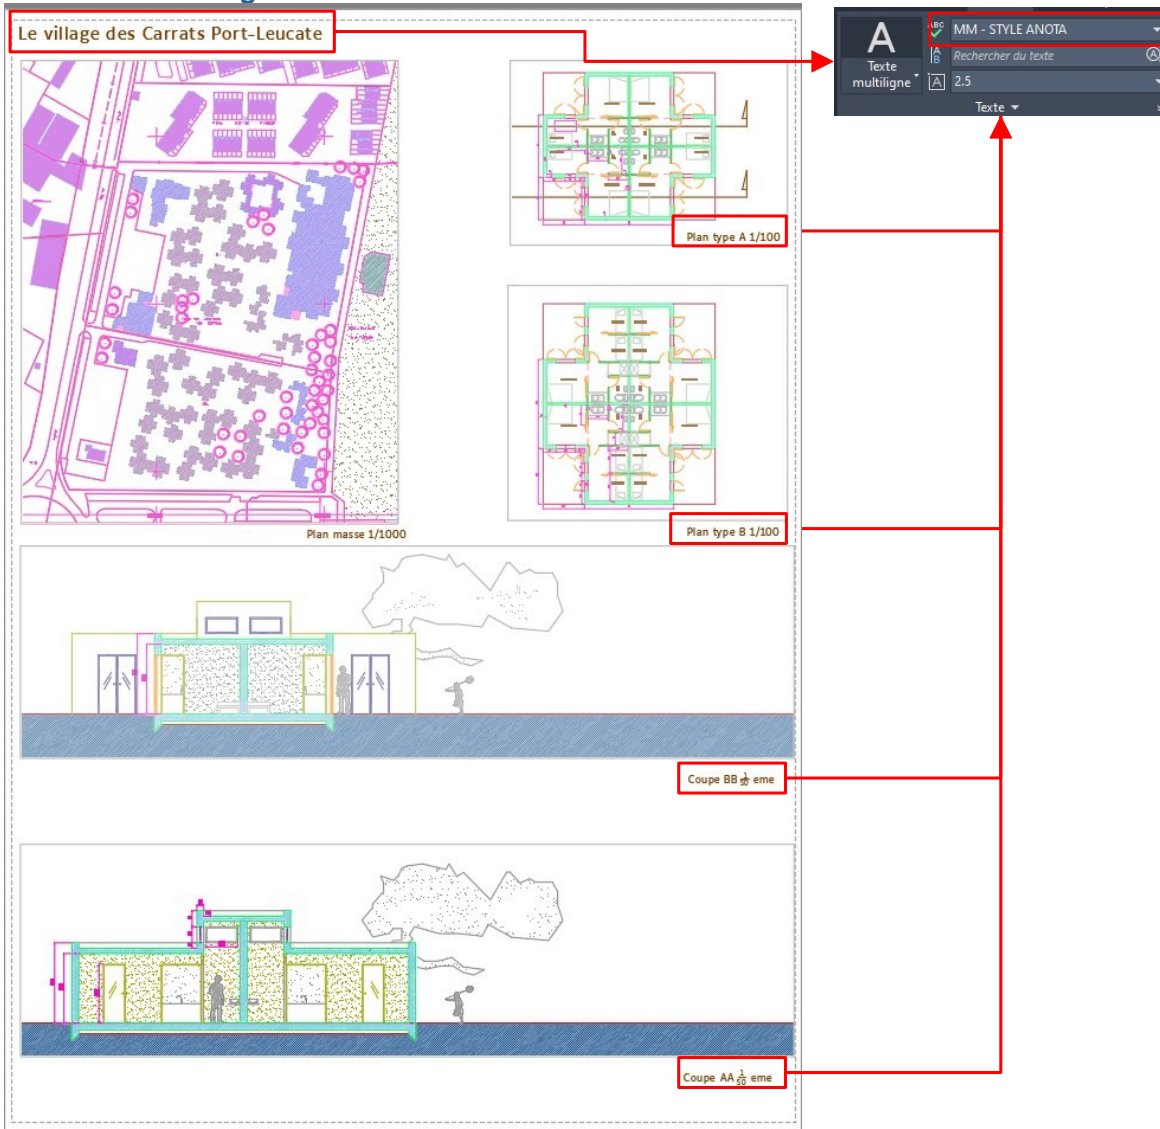 Le village des Carrats Port-Leucate
MM - STYLE ANOTA
Rechercher du texte
Texte
multiligne
2.5
Texte
Plan type A 1/100
Plan type B 1/100
Plan masse 1/1000
Coupe BB 1/50 eme
Coupe AA 1/50 eme